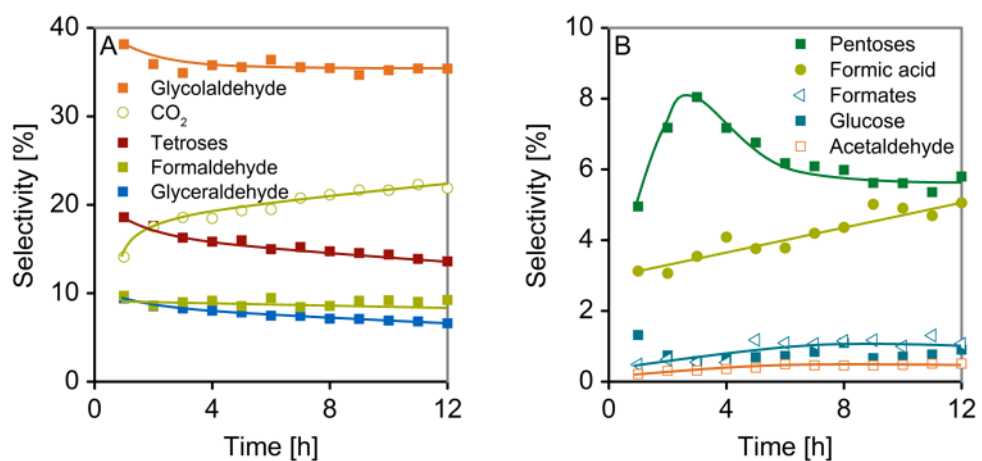 A
Selectivity [%]
40
30
20
10
0
Glycolaldehyde
CO2
Tetroses
Formaldehyde
Glyceraldehyde
0 4 8 12
Time [h]
B
Selectivity [%]
10
8
6
4
2
0
Pentoses
Formic acid
Formates
Glucose
Acetaldehyde
0 4 8 12
Time [h]